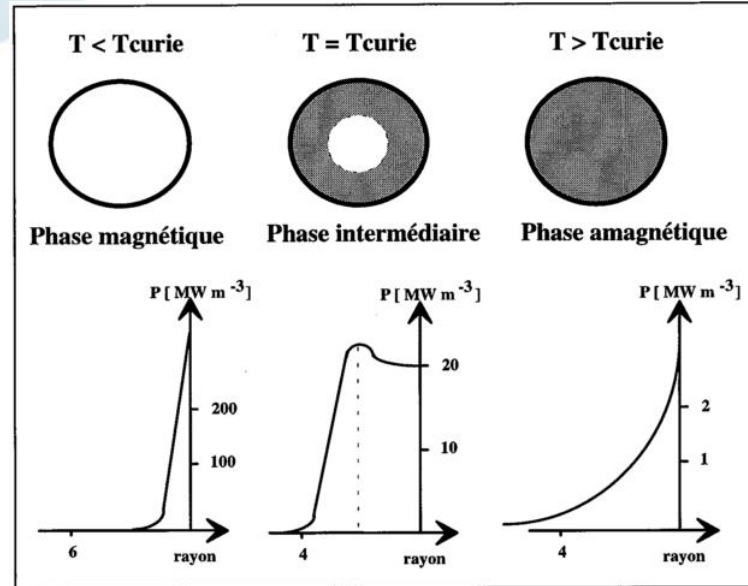 T < Tcurie
T = Tcurie
T > Tcurie
Phase magnétique
Phase intermédiaire
Phase amagnétique
P [ MW m -3]
200
100
6
rayon
P [ MW m -3]
20
10
4
rayon
P [ MW m -3]
2
1
4
rayon